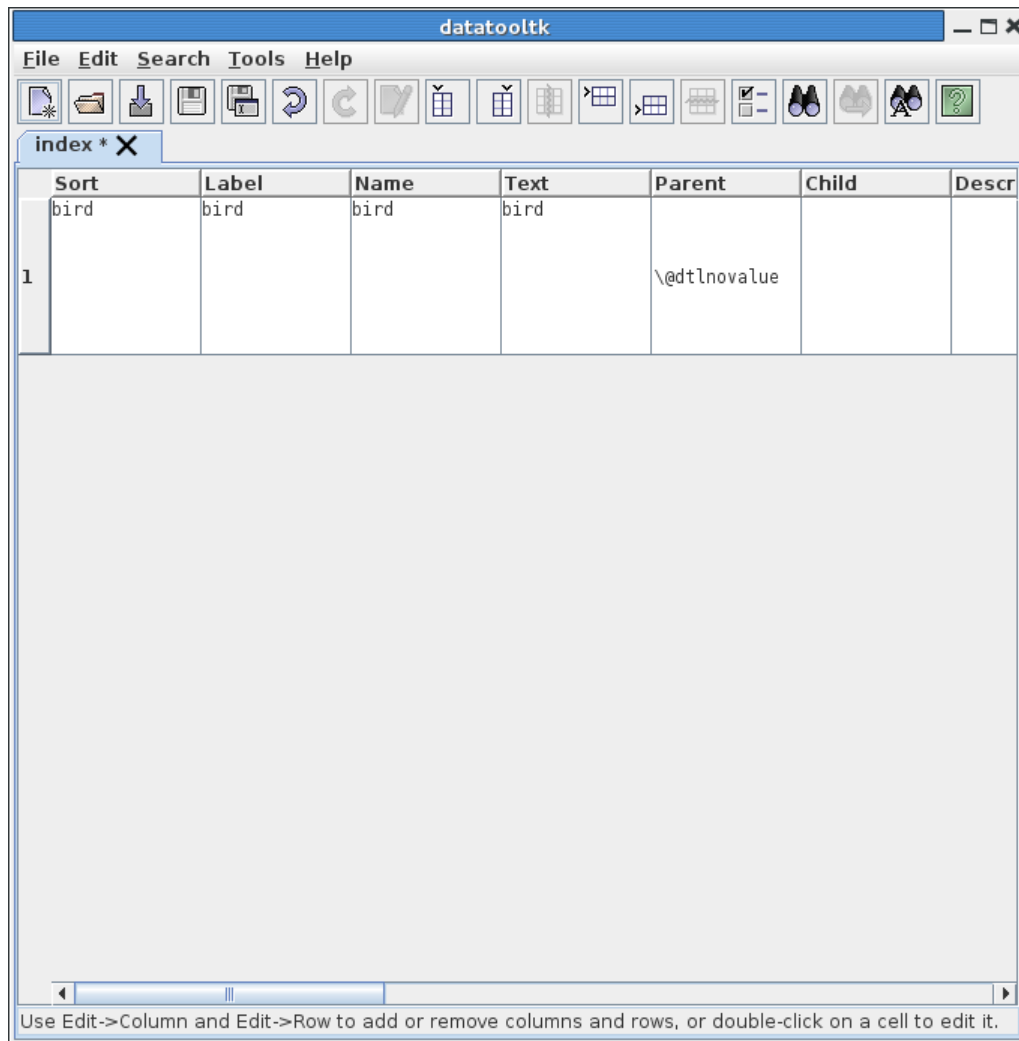 datatooltk
File Edit Search Tools Help
index *
Sort Label Name Text Parent Child Descr
bird bird bird bird
1 \@dtlnovalue
Use Edit->Column and Edit->Row to add or remove columns and rows, or double-click on a cell to edit it.